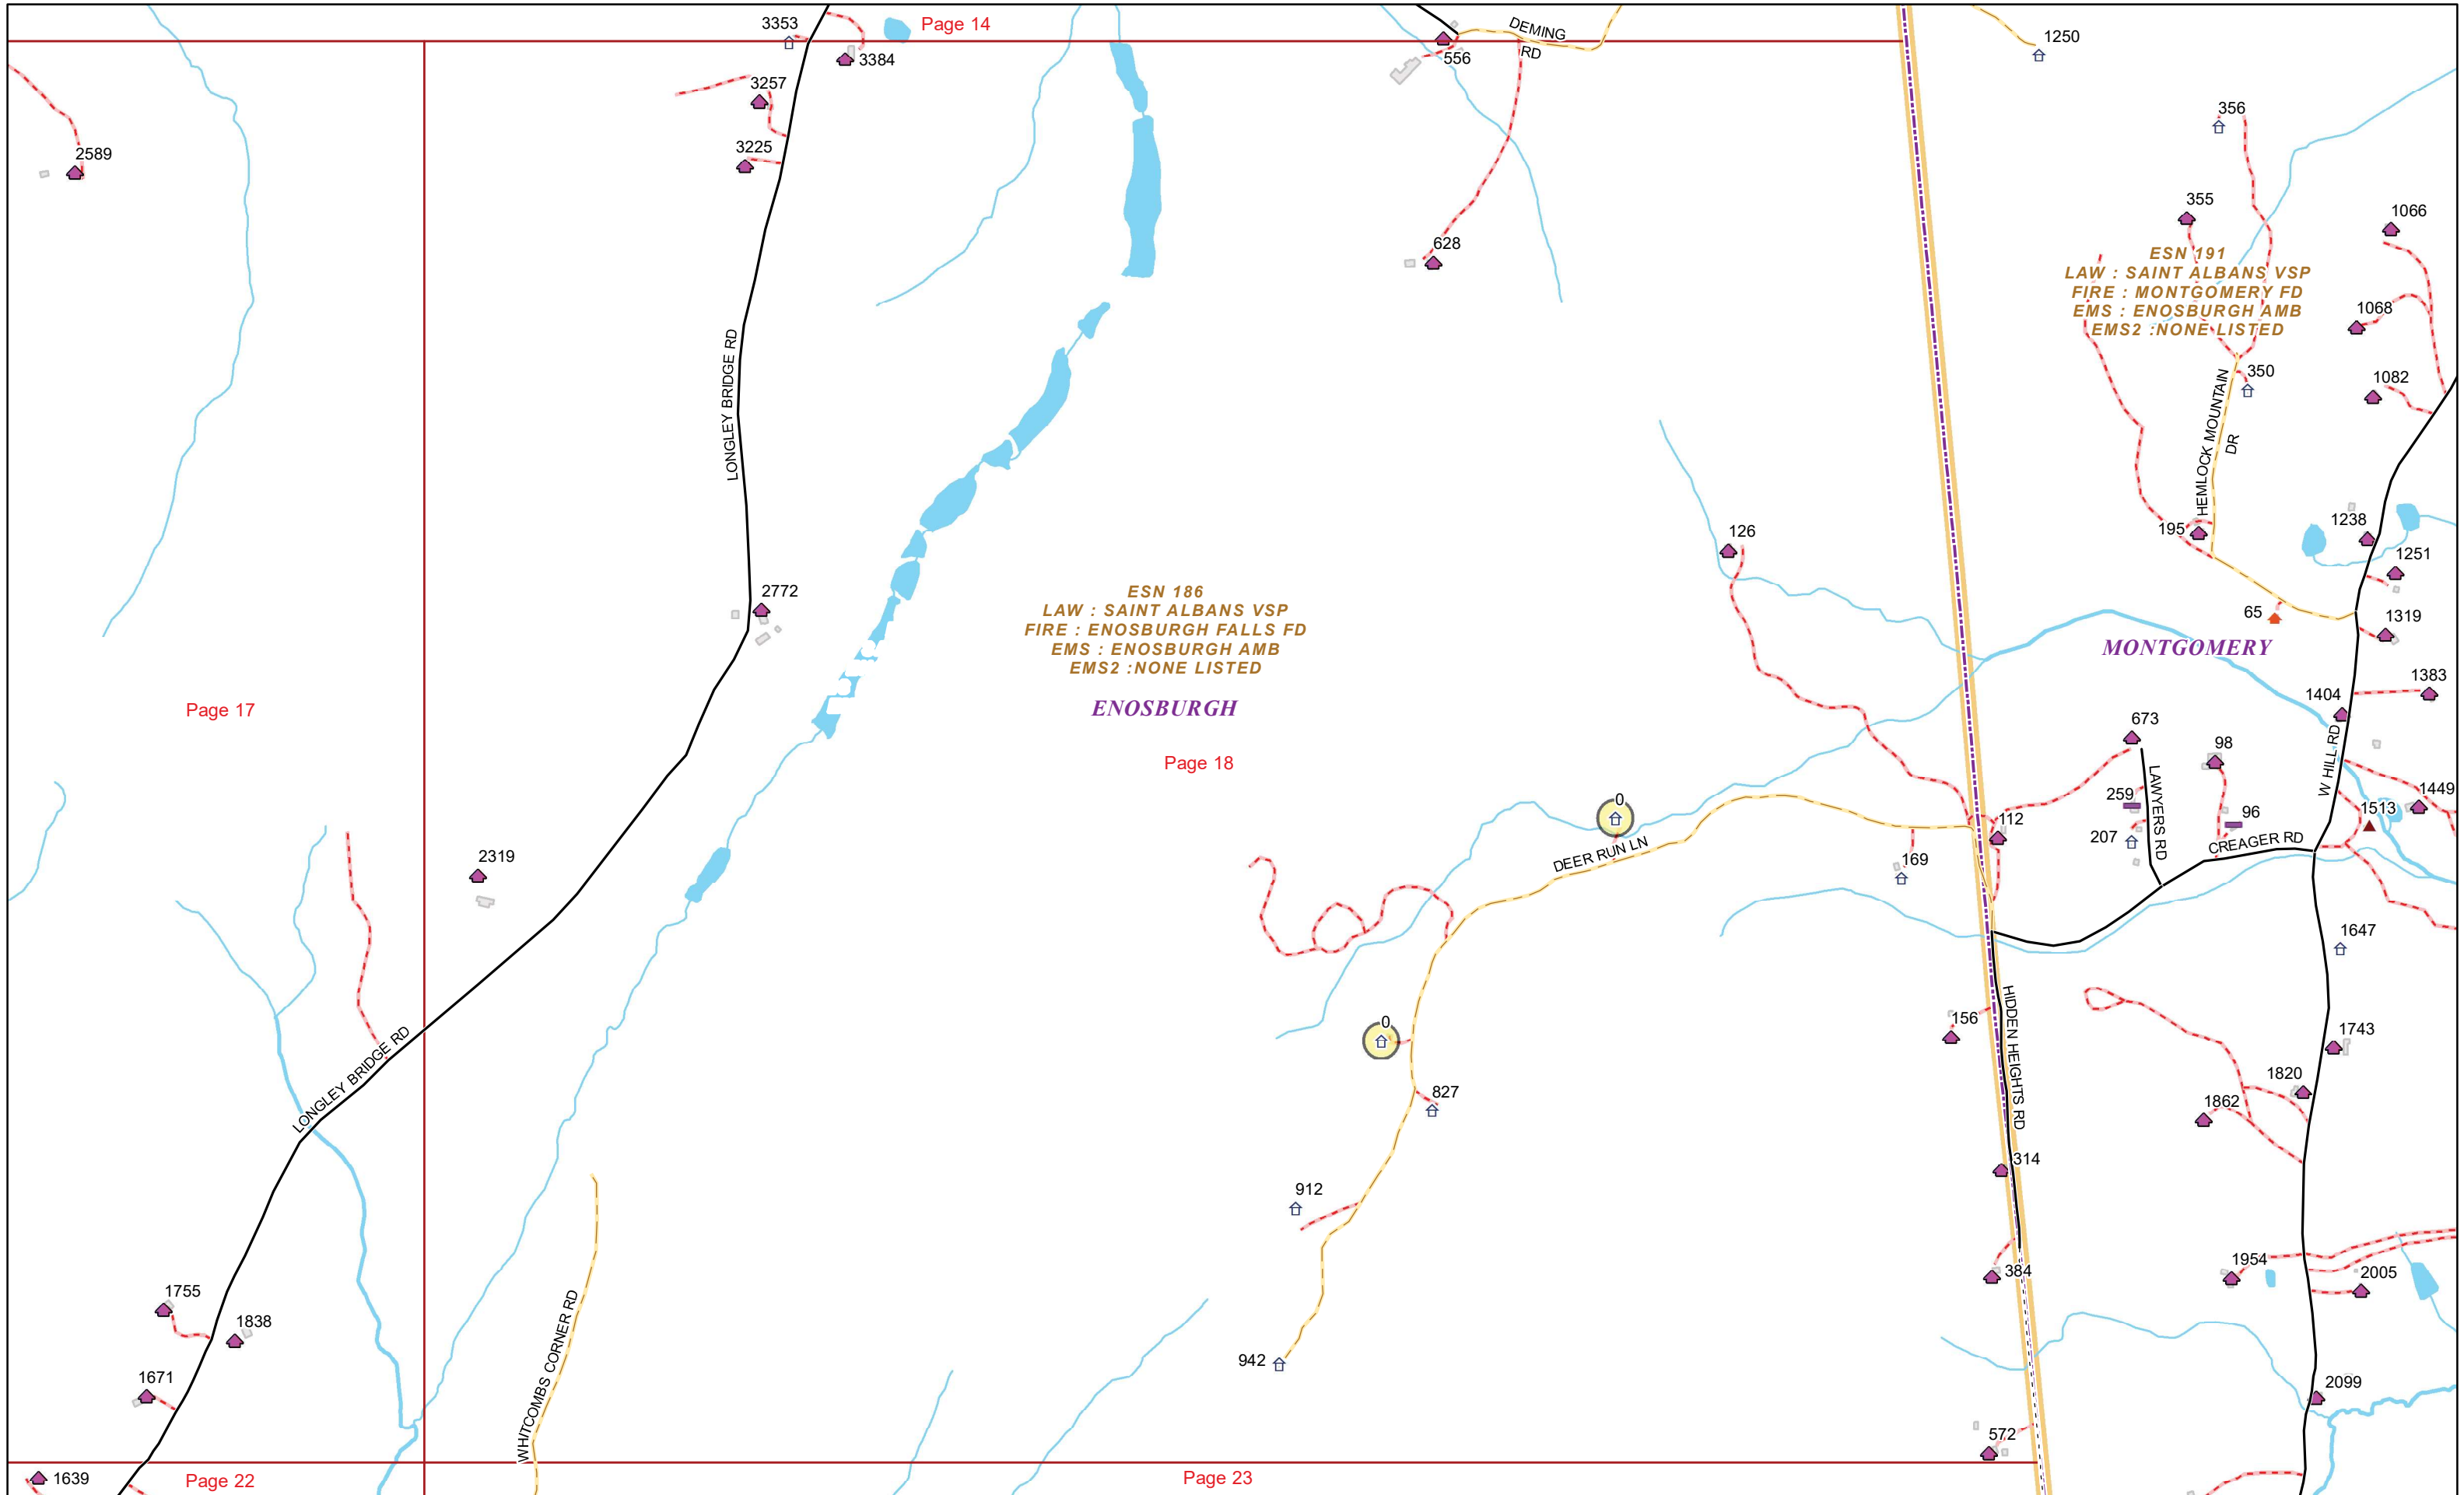 Page 14
3353
3384
DEMING
RD
556
1250
3257
3225
2589
356
355
1066
628
ESN 191
LAW : SAINT ALBANS VSP
FIRE : MONTGOMERY FD
EMS : ENOSBURGH AMB
EMS2 :NONE LISTED
1068
350
1082
LONGLEY BRIDGE RD
HEMLOCK MOUNTAIN
DR
195
1238
1251
126
2772
ESN 186
LAW : SAINT ALBANS VSP
FIRE : ENOSBURGH FALLS FD
EMS : ENOSBURGH AMB
EMS2 :NONE LISTED
65
1319
MONTGOMERY
1383
1404
Page 17
ENOSBURGH
673
98
Page 18
W HILL RD
LAWYERS RD
259
1449
0
96
1513
112
207
CREAGER RD
DEER RUN LN
169
2319
1647
LONGLEY BRIDGE RD
0
156
HIDDEN HEIGHTS RD
1743
827
1820
1862
314
912
1954
384
2005
1755
1838
WHITCOMBS CORNER RD
942
1671
2099
572
1639
Page 22
Page 23